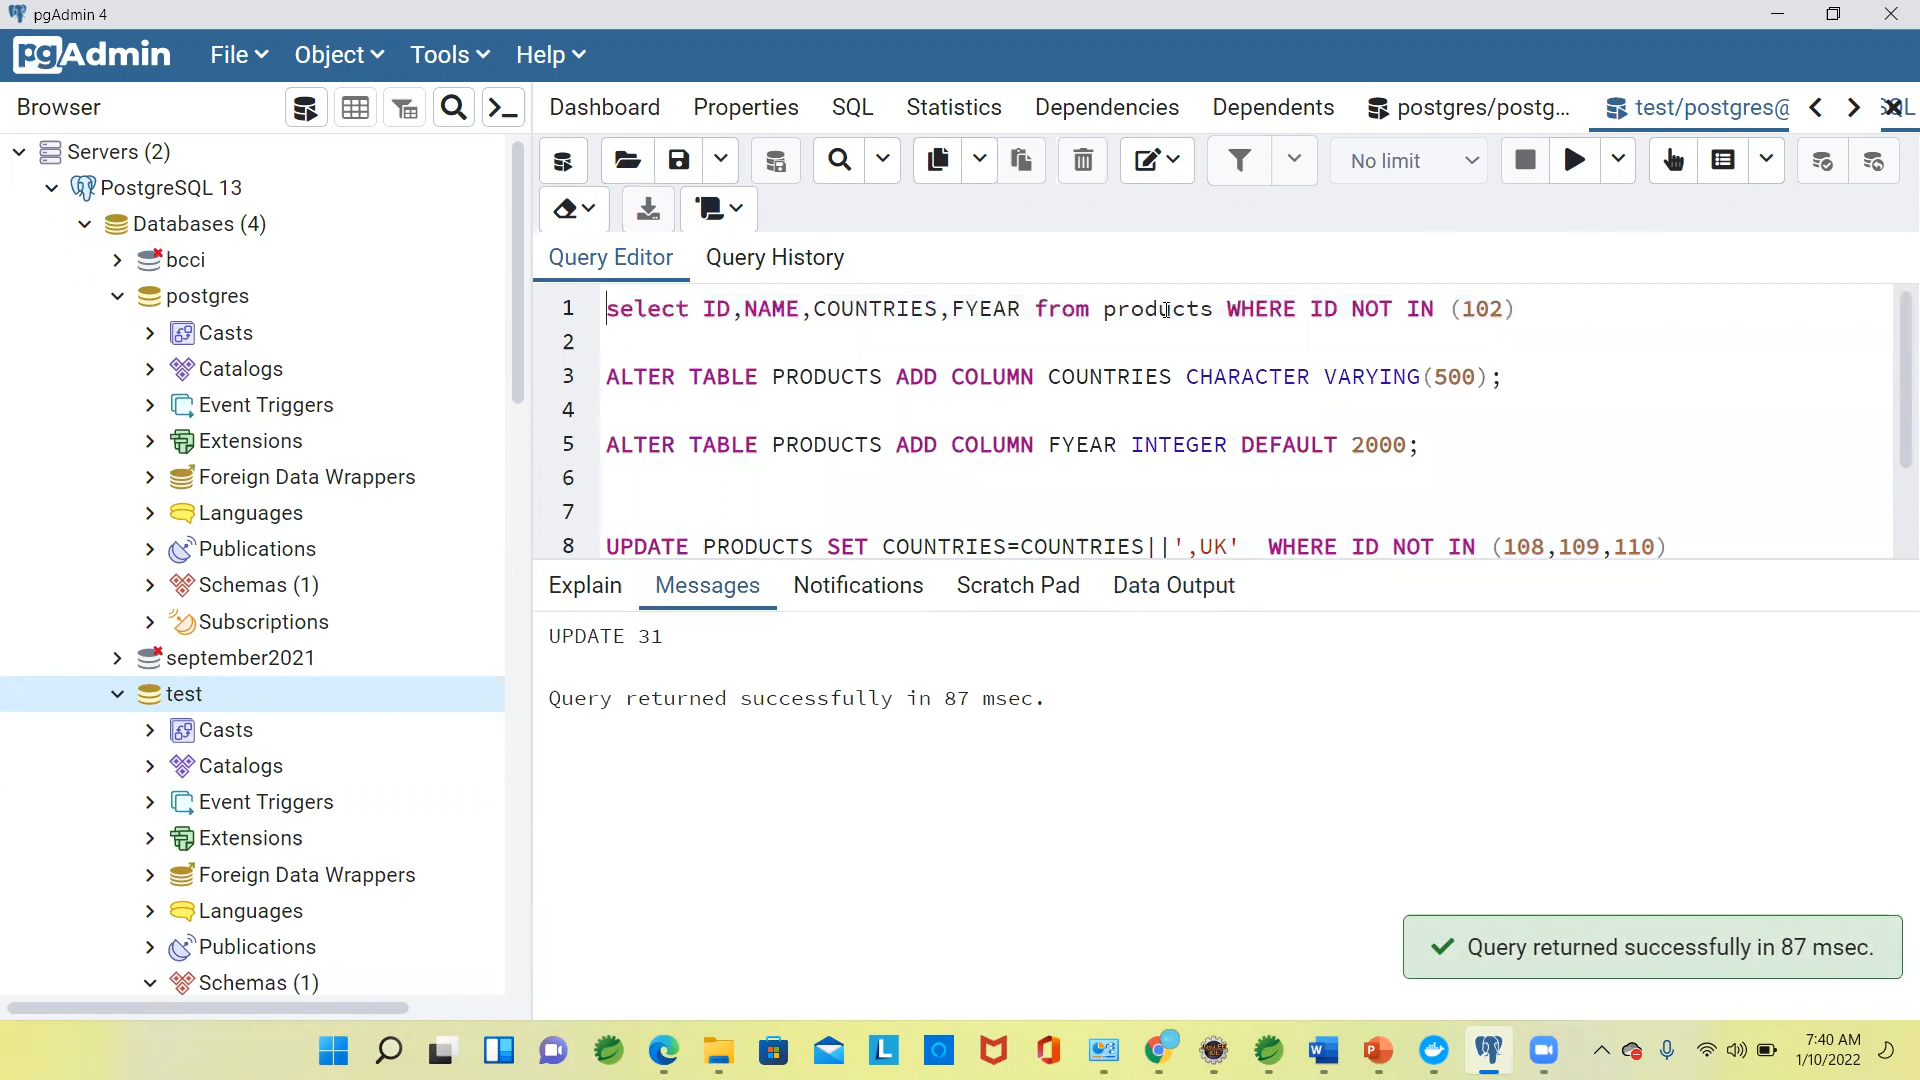 pgAdmin 4
pgAdmin File Object Tools Help
Browser
Dashboard Properties SQL Statistics Dependencies Dependents postgres/postg... test/postgres@
No limit
Query Editor Query History
Servers (2)
PostgreSQL 13
Databases (4)
bcci
postgres
Casts
Catalogs
Event Triggers
Extensions
Foreign Data Wrappers
Languages
Publications
Schemas (1)
Subscriptions
september2021
test
Casts
Catalogs
Event Triggers
Extensions
Foreign Data Wrappers
Languages
Publications
Schemas (1)
1 select ID,NAME,COUNTRIES,FYEAR from products WHERE ID NOT IN (102)
2
3 ALTER TABLE PRODUCTS ADD COLUMN COUNTRIES CHARACTER VARYING(500);
4
5 ALTER TABLE PRODUCTS ADD COLUMN FYEAR INTEGER DEFAULT 2000;
6
7
8 UPDATE PRODUCTS SET COUNTRIES=COUNTRIES||',UK' WHERE ID NOT IN (108,109,110)
Explain Messages Notifications Scratch Pad Data Output
UPDATE 31
Query returned successfully in 87 msec.
Query returned successfully in 87 msec.
7:40 AM
1/10/2022